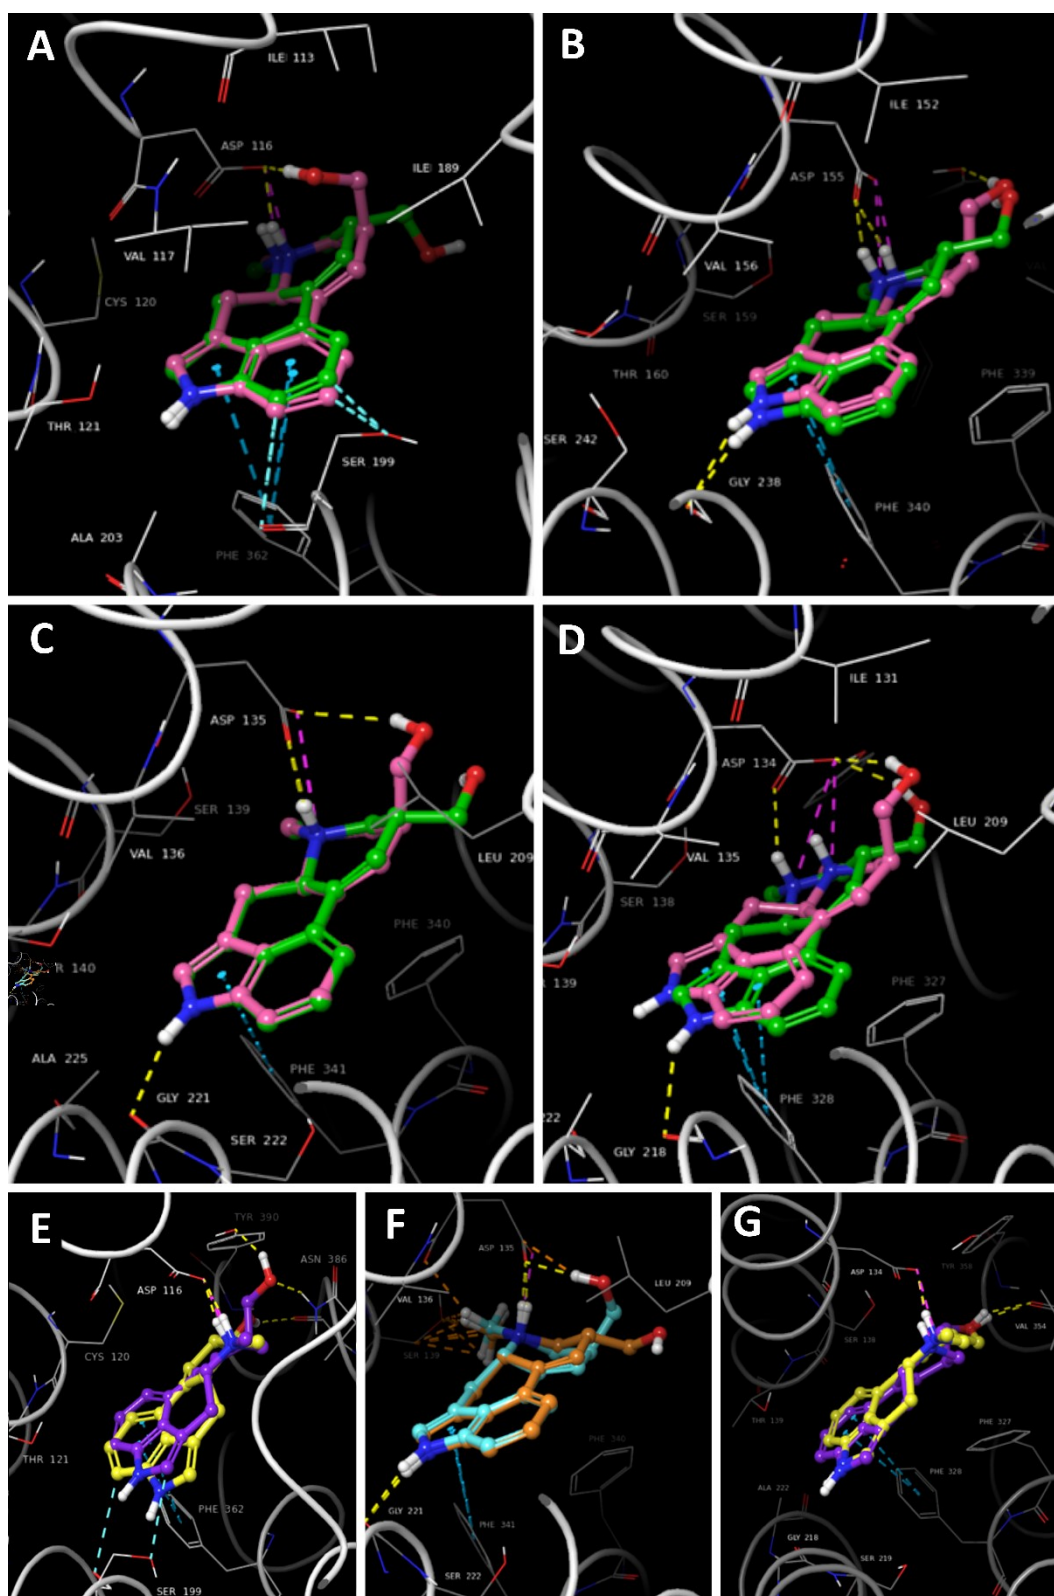 A
ILE 113
ASP 116
ILE 189
VAL 117
CYS 120
THR 121
SER 199
ALA 203
PHE 362
B
ILE 152
ASP 155
VAL 156
SER 159
THR 160
PHE 339
SER 242
GLY 238
PHE 340
C
ASP 135
SER 139
VAL 136
LEU 209
PHE 340
R 140
ALA 225
PHE 341
GLY 221
SER 222
D
ILE 131
ASP 134
LEU 209
VAL 135
SER 138
R 139
PHE 327
PHE 328
222
GLY 218
E
TYR 390
ASN 386
ASP 116
CYS 120
THR 121
PHE 362
SER 199
F
ASP 135
LEU 209
VAL 136
SER 139
PHE 340
GLY 221
PHE 341
SER 222
G
TYR 358
ASP 134
VAL 354
SER 138
THR 139
PHE 327
PHE 328
ALA 222
GLY 218
SER 219